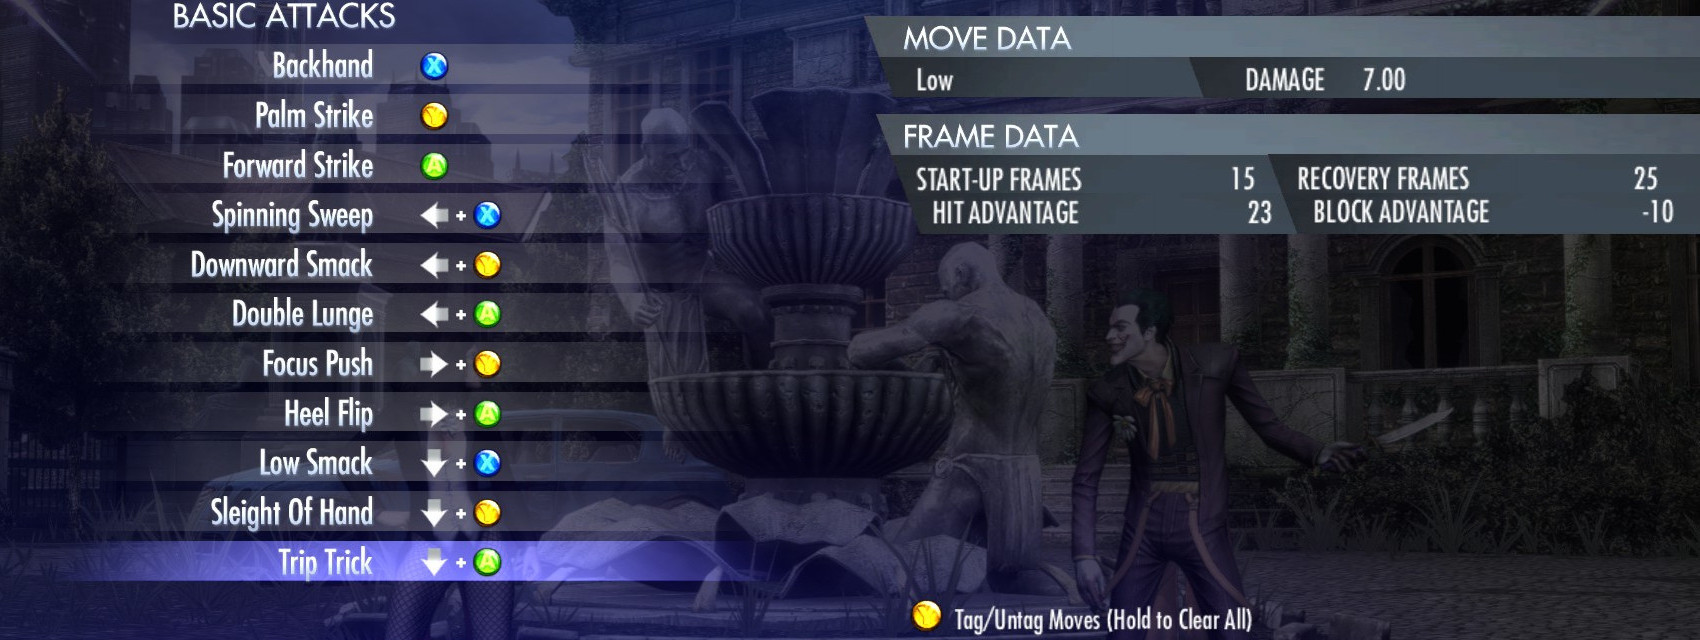 BASIC ATTACKS
Backhand X
Palm Strike Y
Forward Strike A
Spinning Sweep + X
Downward Smack + Y
Double Lunge + A
Focus Push + Y
Heel Flip + A
Low Smack + X
Sleight Of Hand + Y
Trip Trick + A
MOVE DATA
Low DAMAGE 7.00
FRAME DATA
START-UP FRAMES 15 RECOVERY FRAMES 25
HIT ADVANTAGE 23 BLOCK ADVANTAGE -10
Y Tag/Untag Moves (Hold to Clear All)